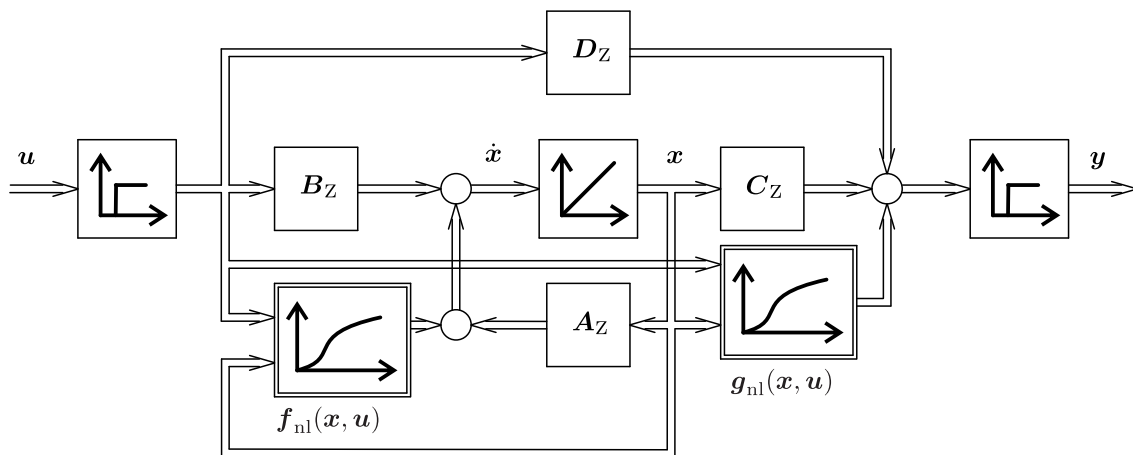 D_Z
u B_Z ẋ x C_Z y
A_Z
g_nl(x, u)
f_nl(x, u)